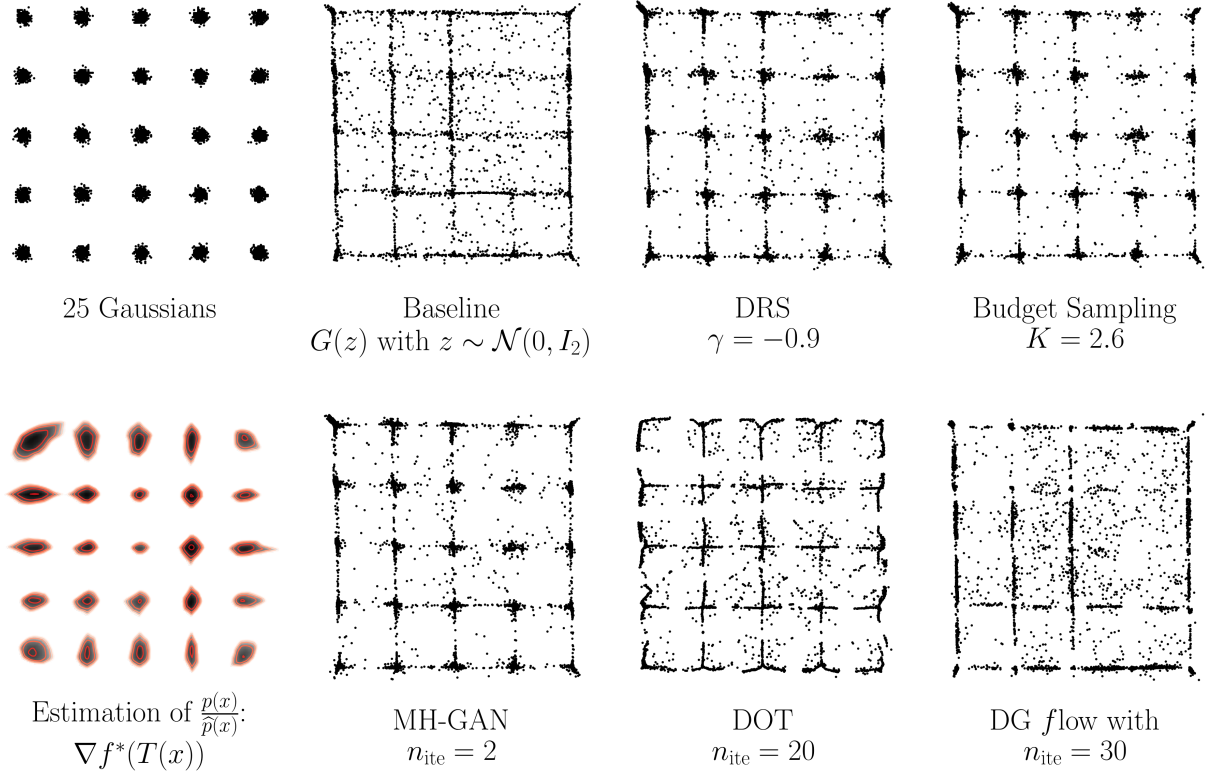 25 Gaussians
Baseline
G(z) with z ∼ 𝒩(0, I₂)
DRS
γ = −0.9
Budget Sampling
K = 2.6
Estimation of p(x)/p̂(x):
∇f*(T(x))
MH-GAN
n_ite = 2
DOT
n_ite = 20
DG flow with
n_ite = 30